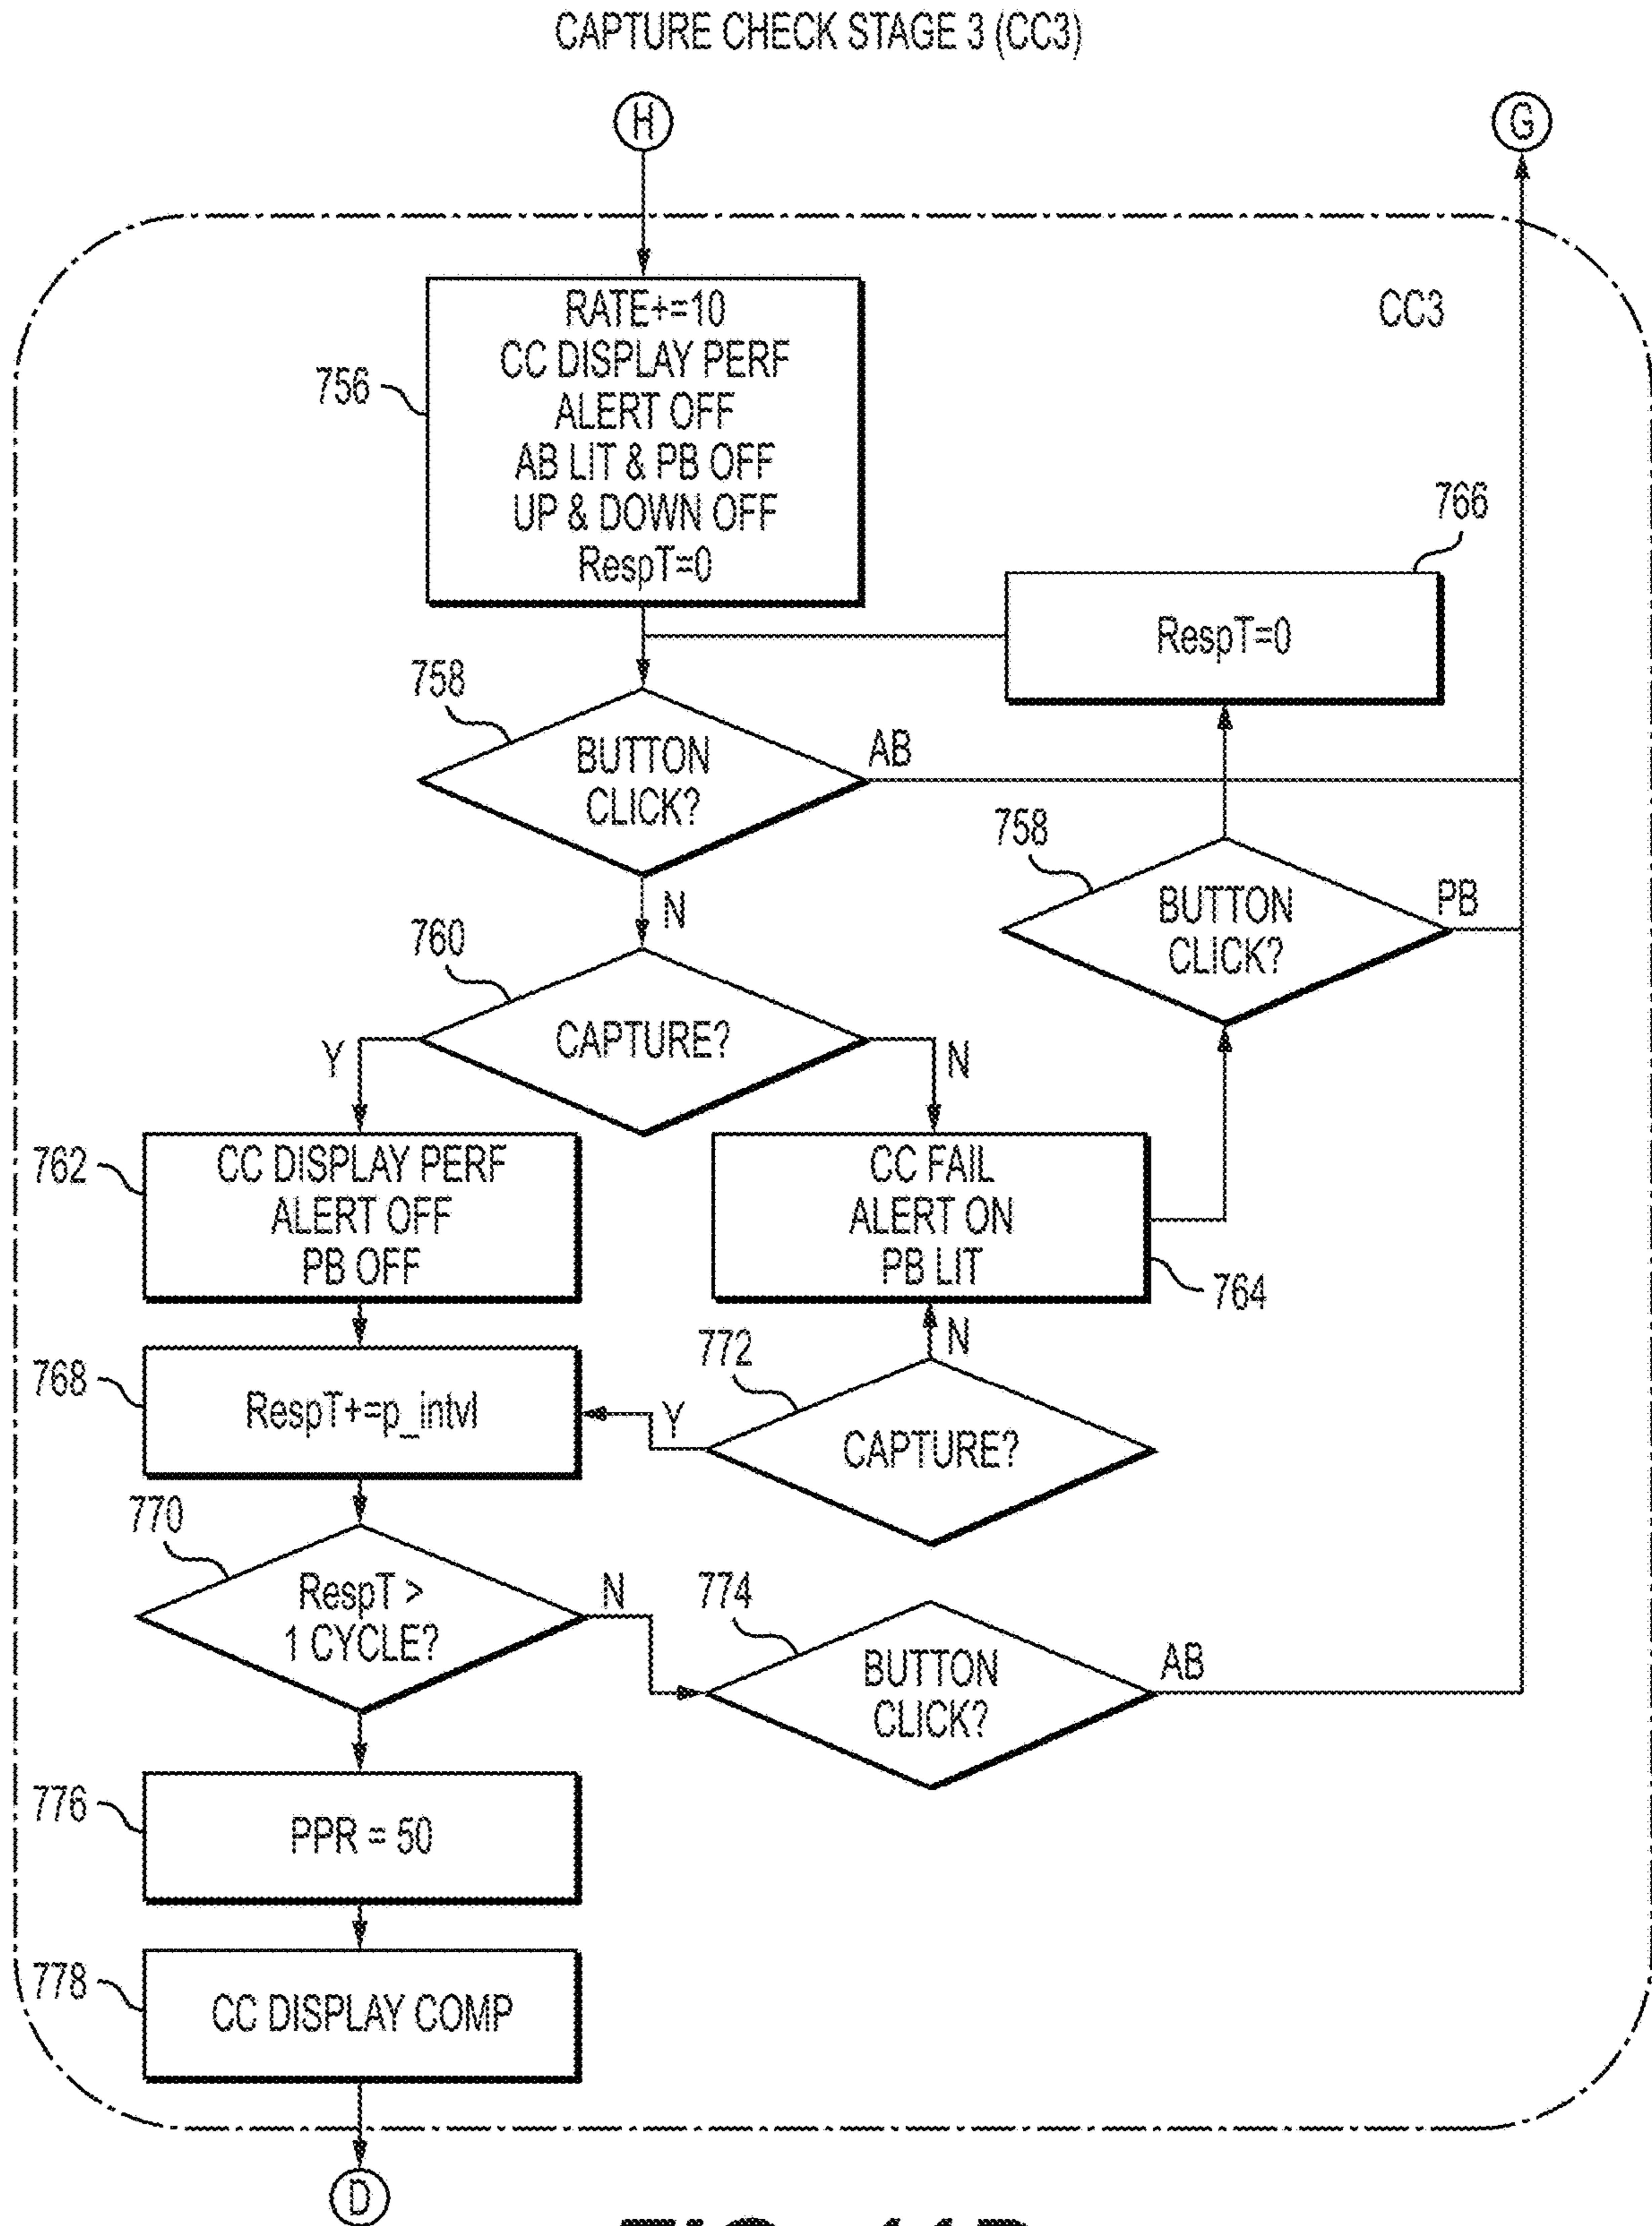 CAPTURE CHECK STAGE 3 (CC3)
H
G
CC3
756
RATE+=10
CC DISPLAY PERF
ALERT OFF
AB LIT & PB OFF
UP & DOWN OFF
RespT=0
766
RespT=0
758
BUTTON
CLICK?
AB
N
758
BUTTON
CLICK?
PB
760
CAPTURE?
Y
N
762
CC DISPLAY PERF
ALERT OFF
PB OFF
CC FAIL
ALERT ON
PB LIT
764
768
RespT+=p_intvl
772
N
Y
CAPTURE?
770
RespT >
1 CYCLE?
N
774
BUTTON
CLICK?
AB
776
PPR = 50
778
CC DISPLAY COMP
D